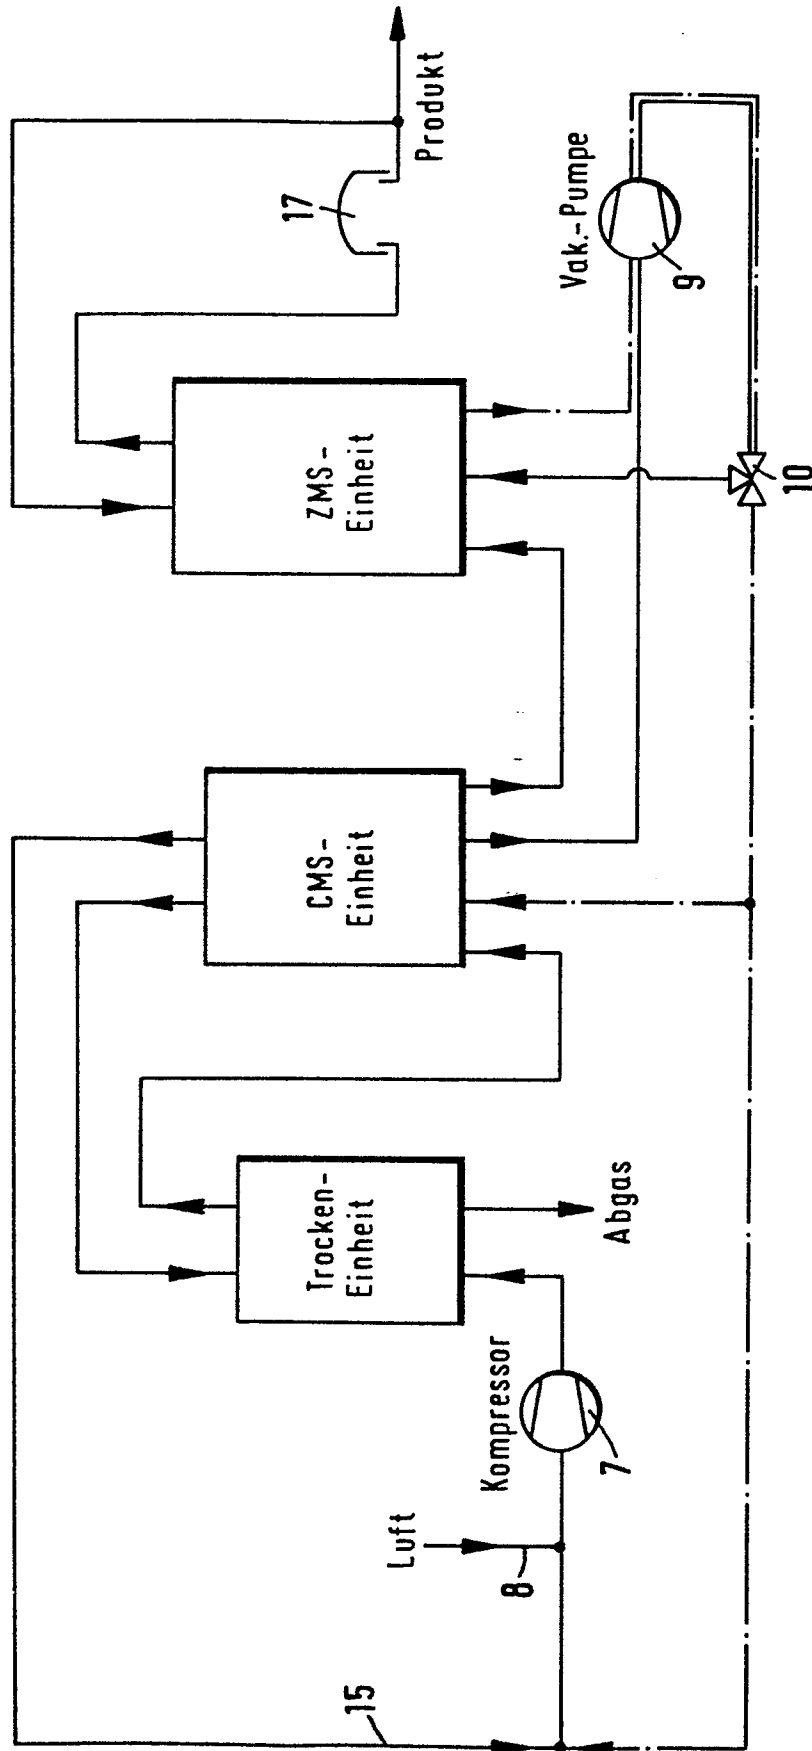 15
Luft
8
Kompressor
7
Trocken-
Einheit
Abgas
CMS-
Einheit
ZMS-
Einheit
17
Produkt
Vak.-Pumpe
9
10